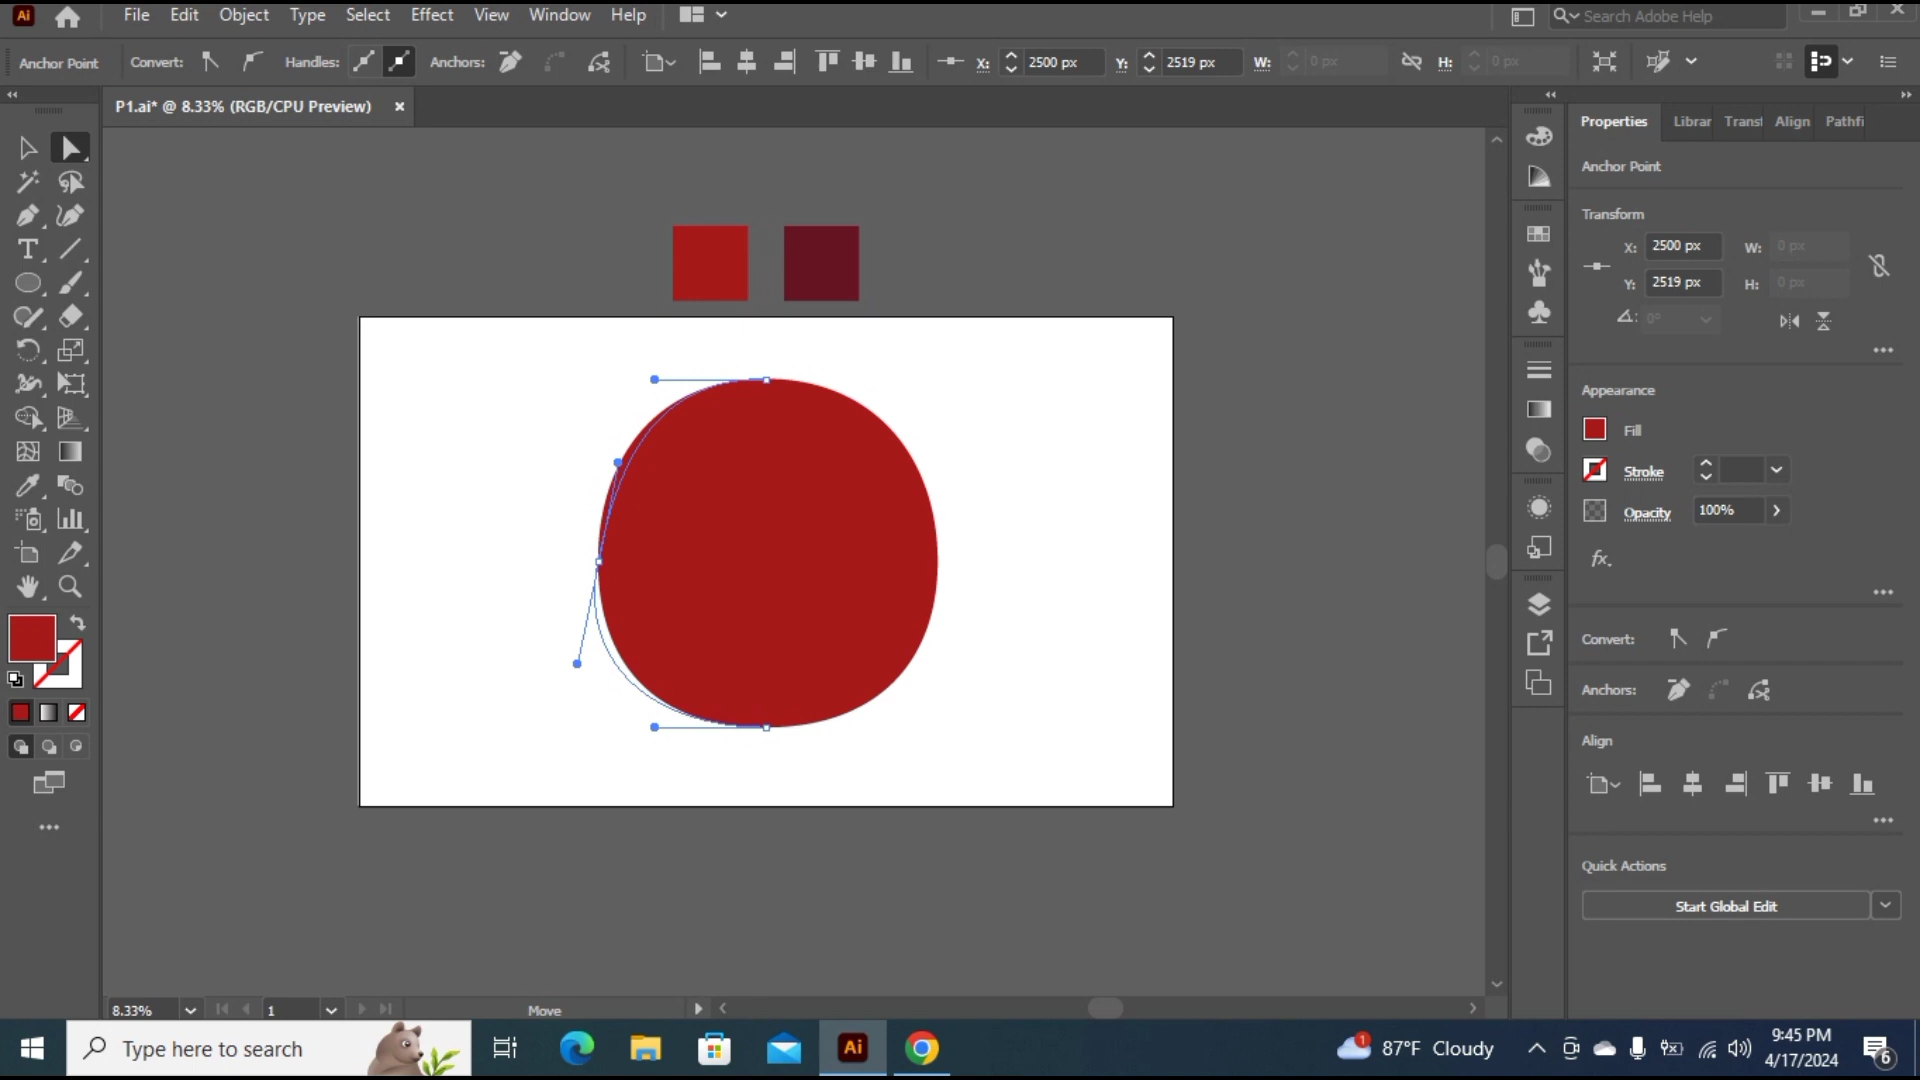 Ai File Edit Object Type Select Effect View Window Help Search Adobe Help
Anchor Point Convert: Handles: Anchors: X: 2500 px Y: 2519 px W: 0 px H: 0 px
P1.ai* @ 8.33% (RGB/CPU Preview)
Properties Librar Transf Align Pathfi
Anchor Point
Transform
X: 2500 px W: 0 px
Y: 2519 px H: 0 px
0°
Appearance
Fill
Stroke
Opacity 100%
fx.
Convert:
Anchors:
Align
Quick Actions
Start Global Edit
8.33% 1 Move
Type here to search Ai 1 87°F Cloudy 9:45 PM
4/17/2024 6